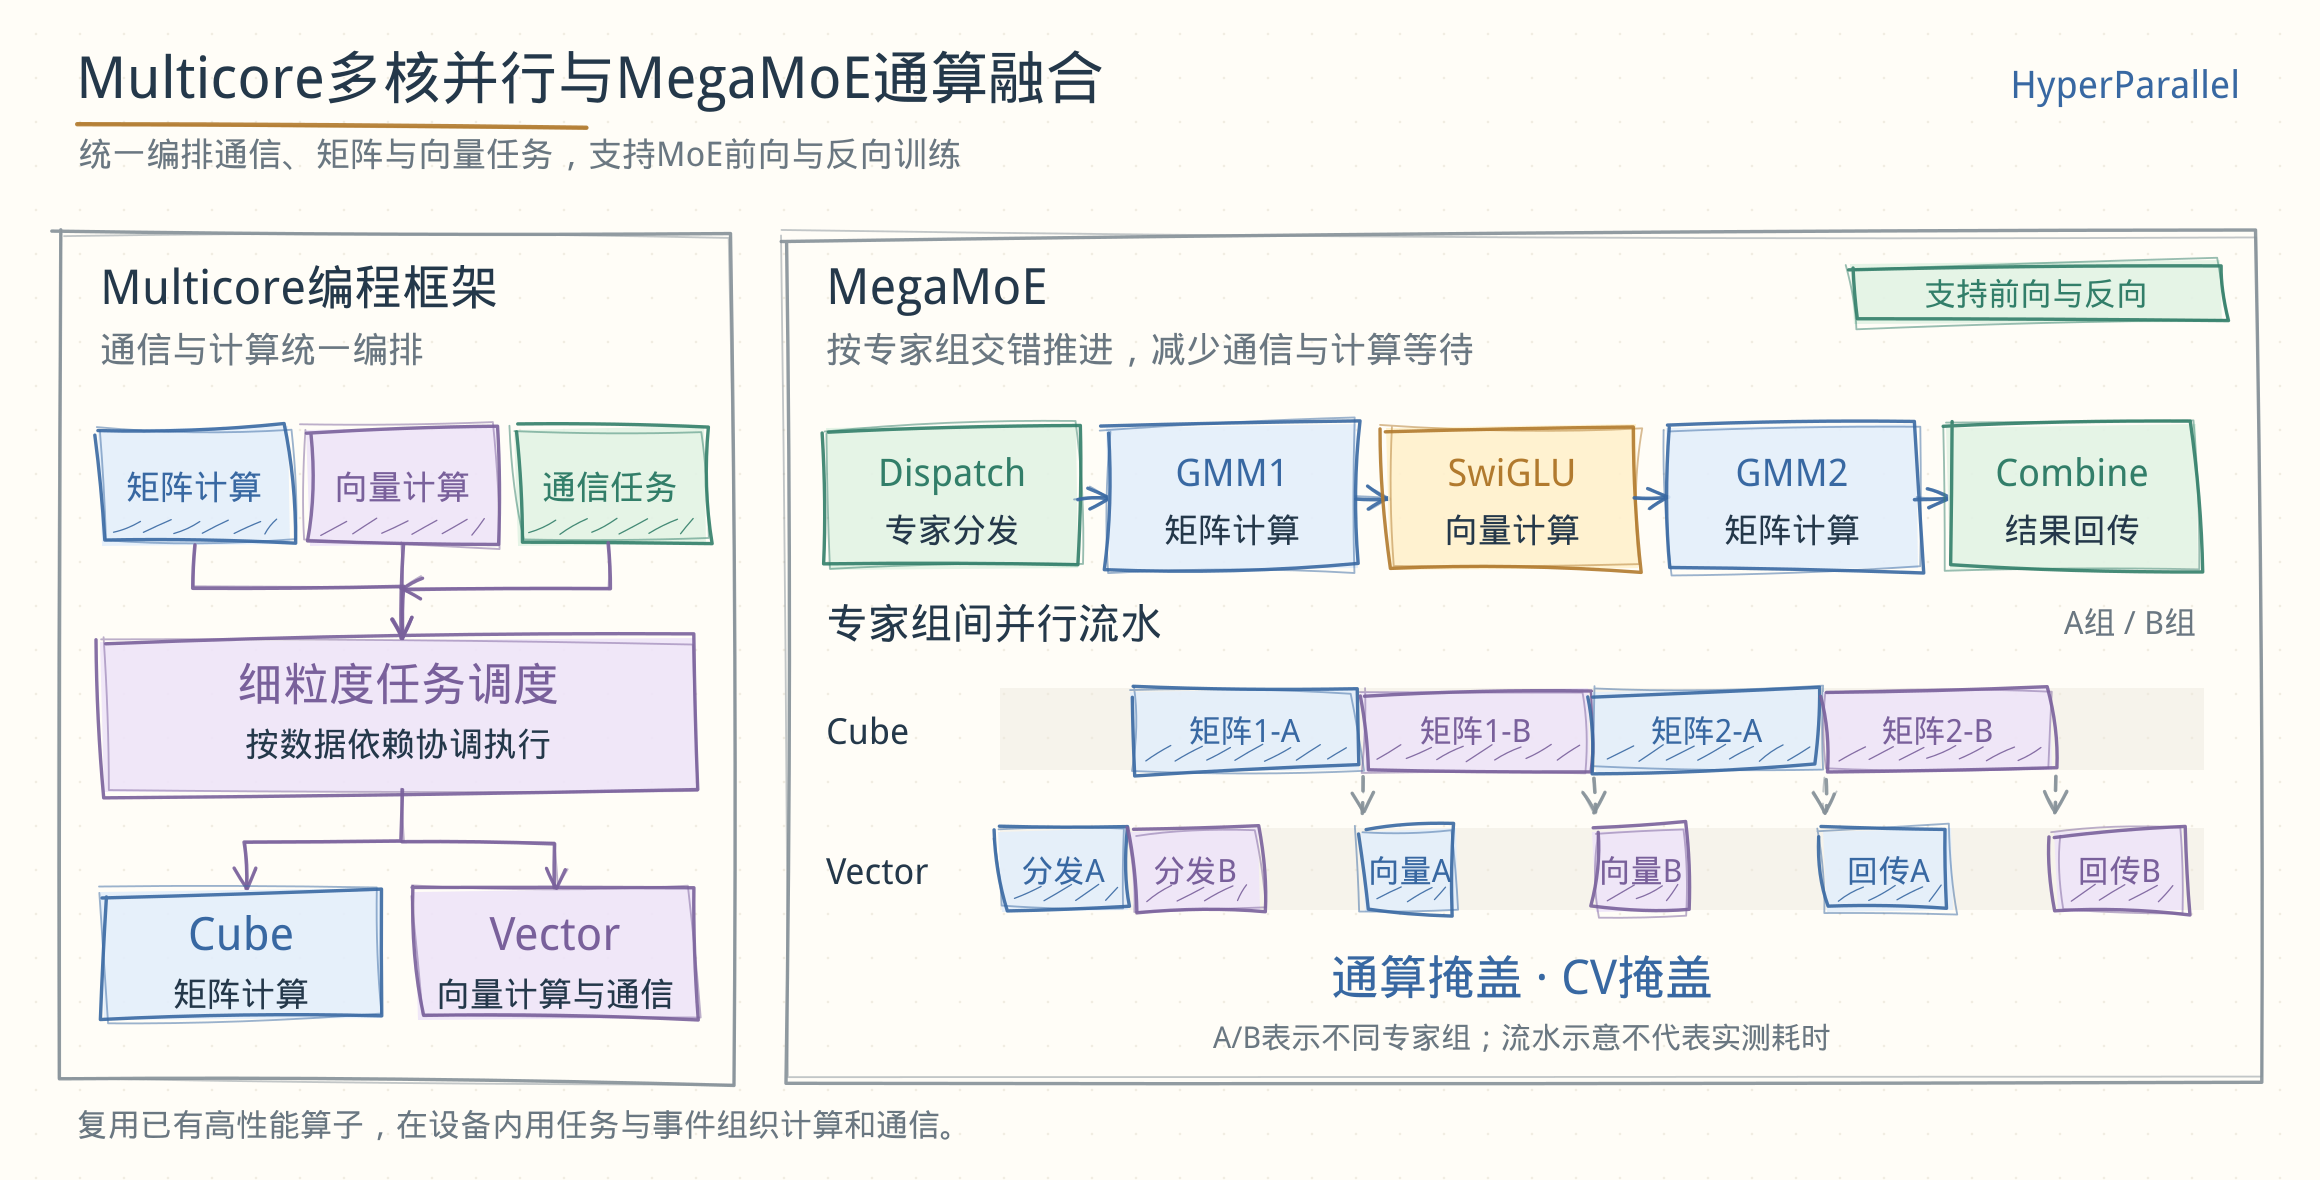 Multicore多核并行与MegaMoE通算融合
HyperParallel
统一编排通信、矩阵与向量任务，支持MoE前向与反向训练
Multicore编程框架
通信与计算统一编排
矩阵计算
向量计算
通信任务
细粒度任务调度
按数据依赖协调执行
Cube
矩阵计算
Vector
向量计算与通信
MegaMoE
支持前向与反向
按专家组交错推进，减少通信与计算等待
Dispatch
专家分发
GMM1
矩阵计算
SwiGLU
向量计算
GMM2
矩阵计算
Combine
结果回传
专家组间并行流水
A组 / B组
Cube
矩阵1-A
矩阵1-B
矩阵2-A
矩阵2-B
Vector
分发A
分发B
向量A
向量B
回传A
回传B
通算掩盖 · CV掩盖
A/B表示不同专家组；流水示意不代表实测耗时
复用已有高性能算子，在设备内用任务与事件组织计算和通信。